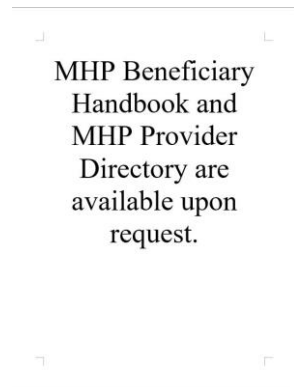 MHP Beneficiary
Handbook and
MHP Provider
Directory are
available upon
request.